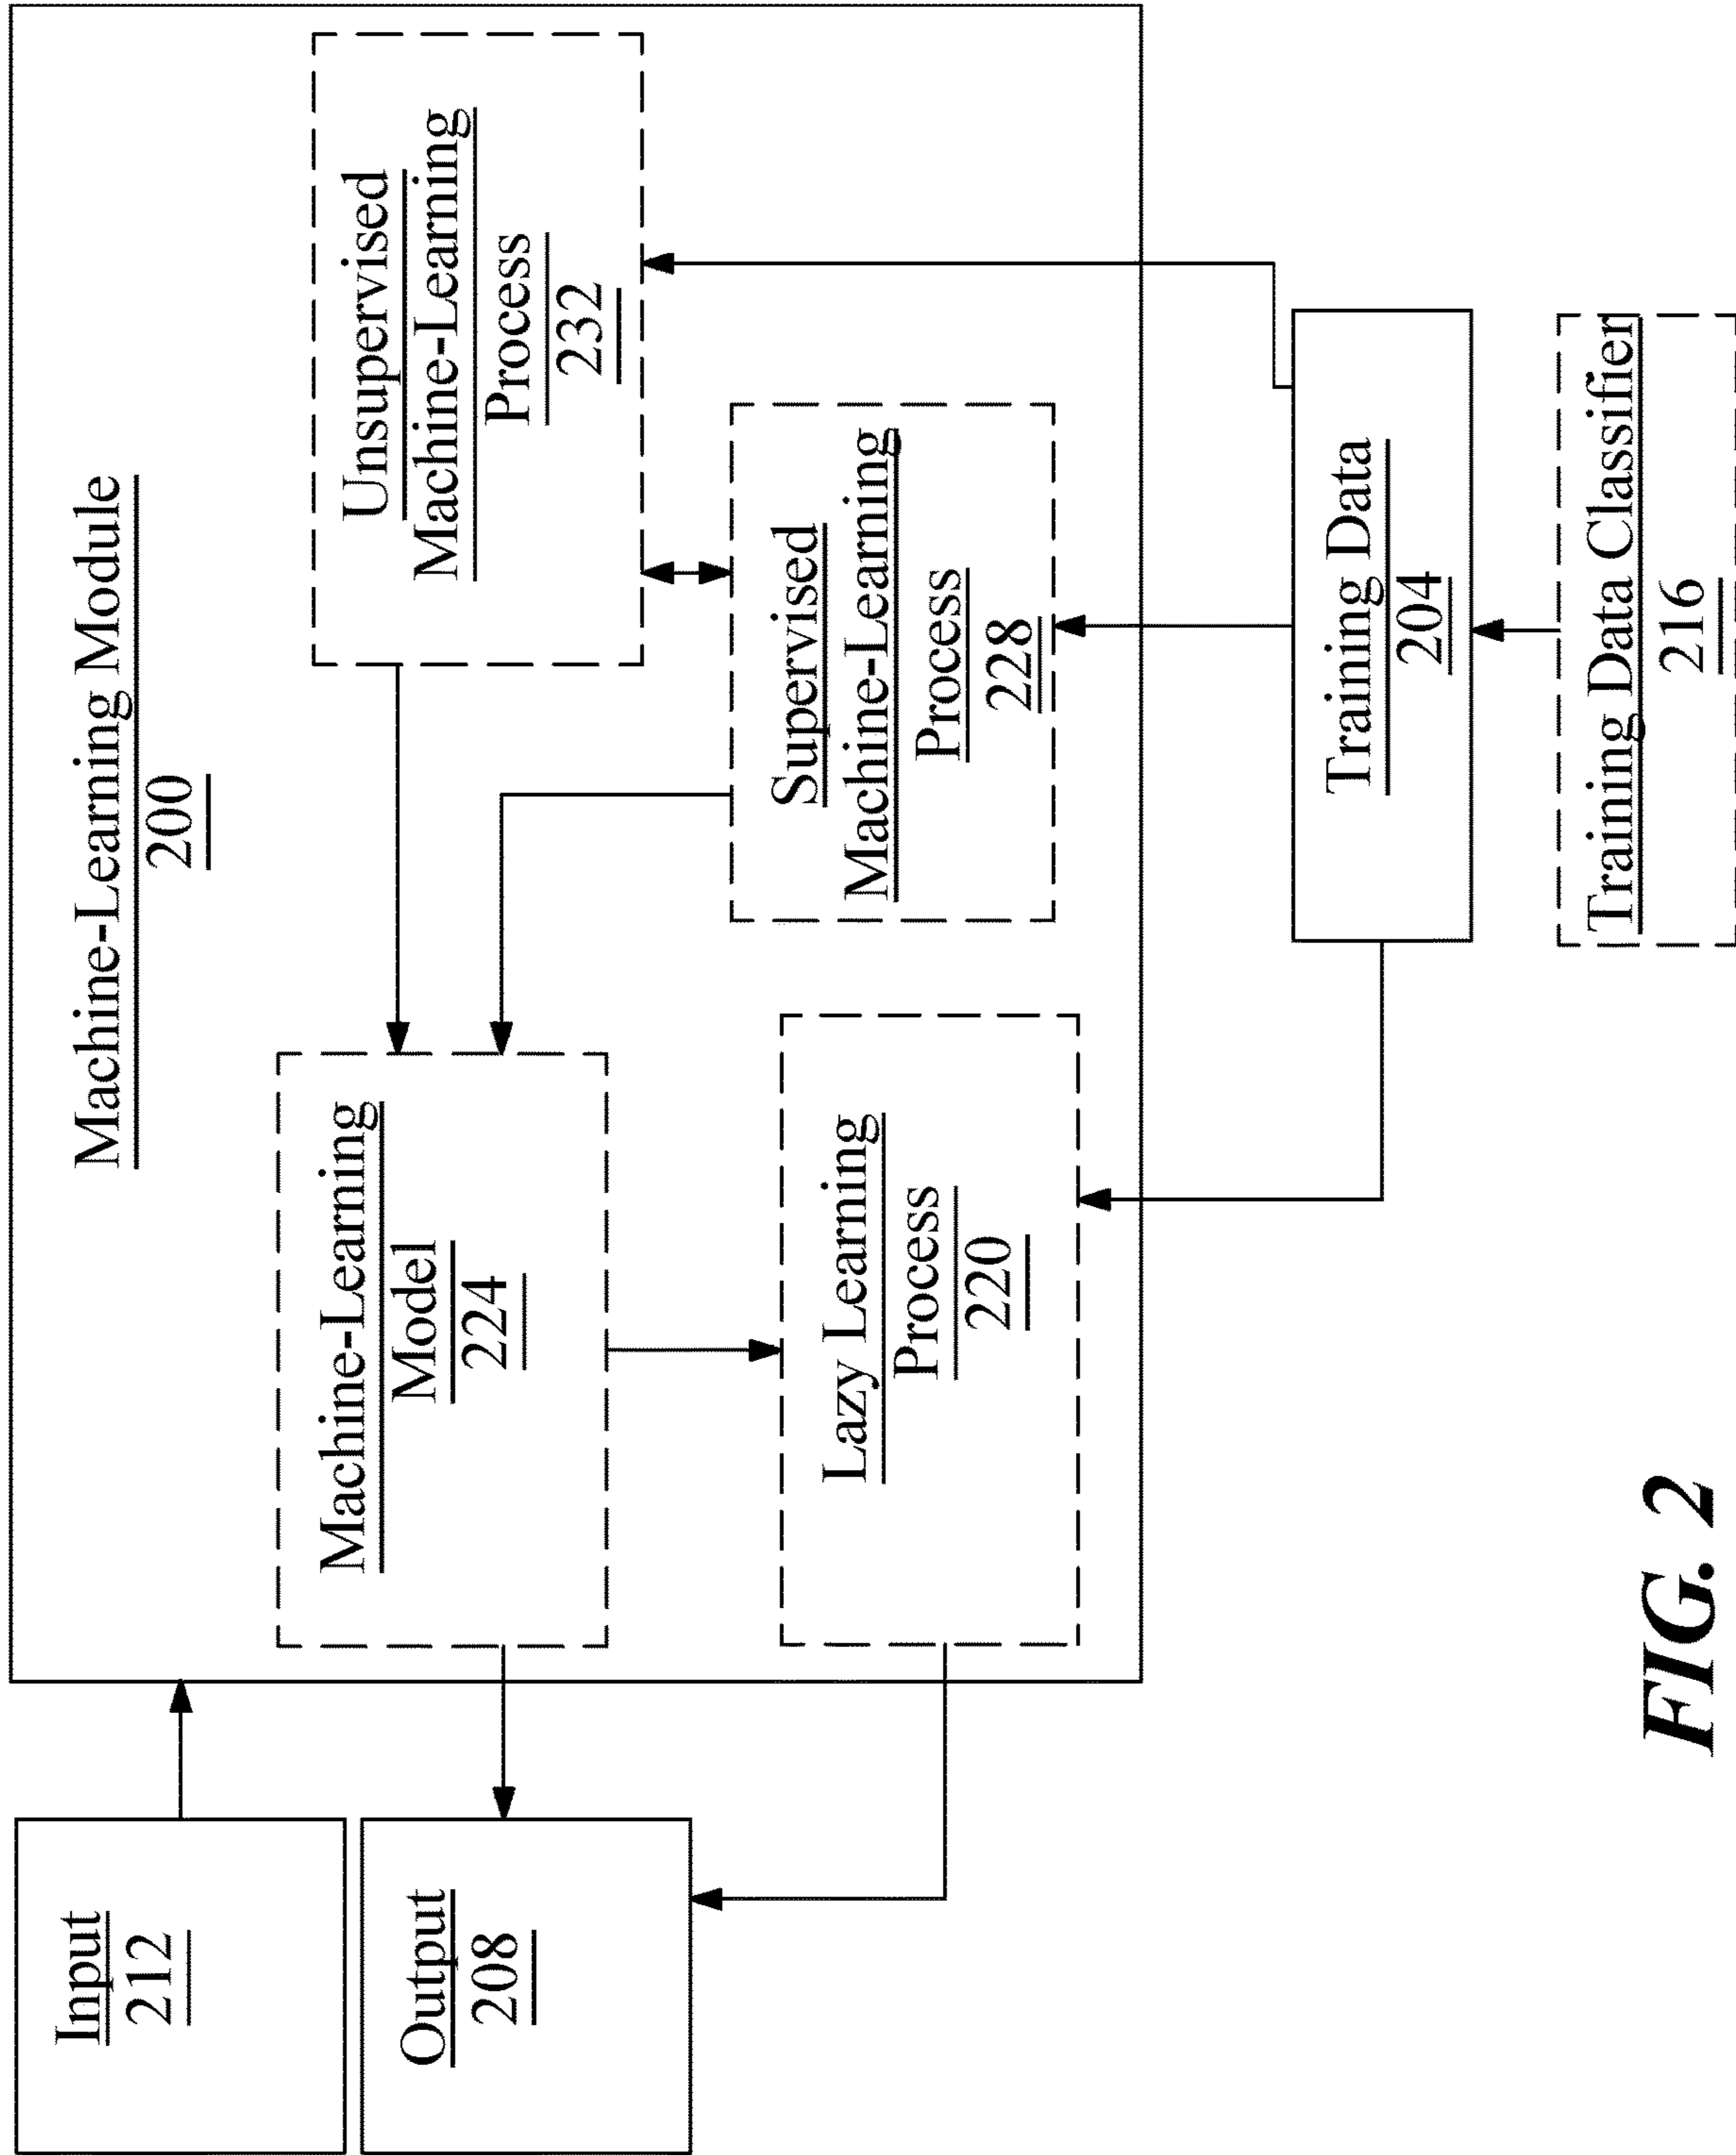 Machine-Learning Module
200
Input
212
Output
208
Machine-Learning
Model
224
Unsupervised
Machine-Learning
Process
232
Supervised
Machine-Learning
Process
228
Lazy Learning
Process
220
Training Data
204
Training Data Classifier
216
FIG. 2